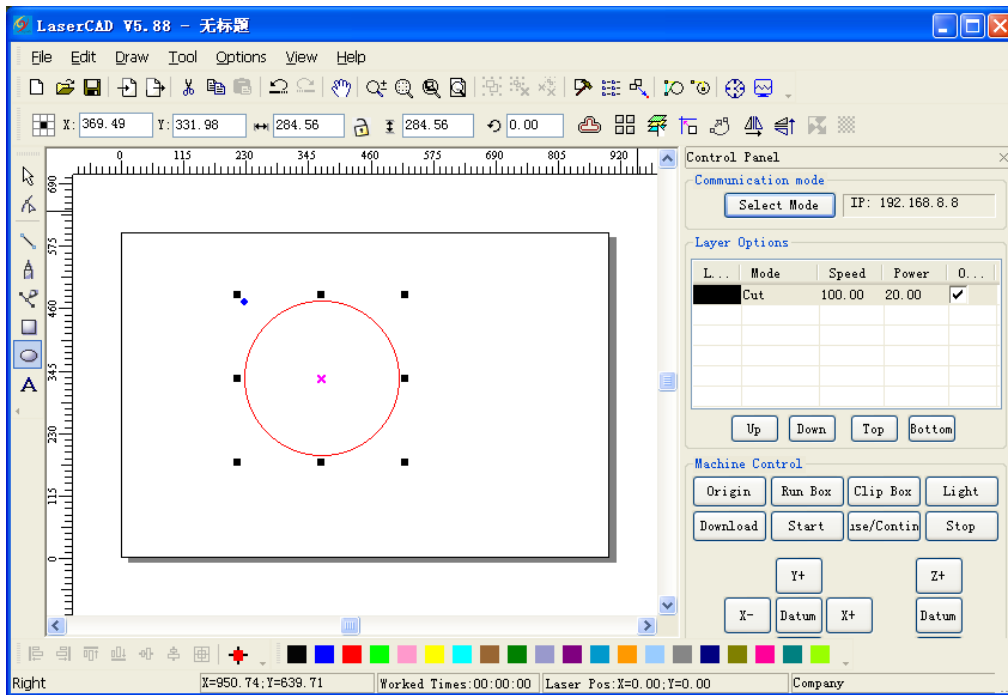 LaserCAD V5.88 - 无标题
File Edit Draw Tool Options View Help
X: 369.49 Y: 331.98 284.56 284.56 0.00
0 115 230 345 460 575 690 805 920
690
575
460
345
230
115
0
A
Control Panel
Communication mode
Select Mode IP: 192.168.8.8
Layer Options
L... Mode Speed Power O...
Cut 100.00 20.00
Up Down Top Bottom
Machine Control
Origin Run Box Clip Box Light
Download Start use/Contin Stop
Y+ Z+
X- Datum X+ Datum
Right X=950.74;Y=639.71 Worked Times:00:00:00 Laser Pos:X=0.00;Y=0.00 Company